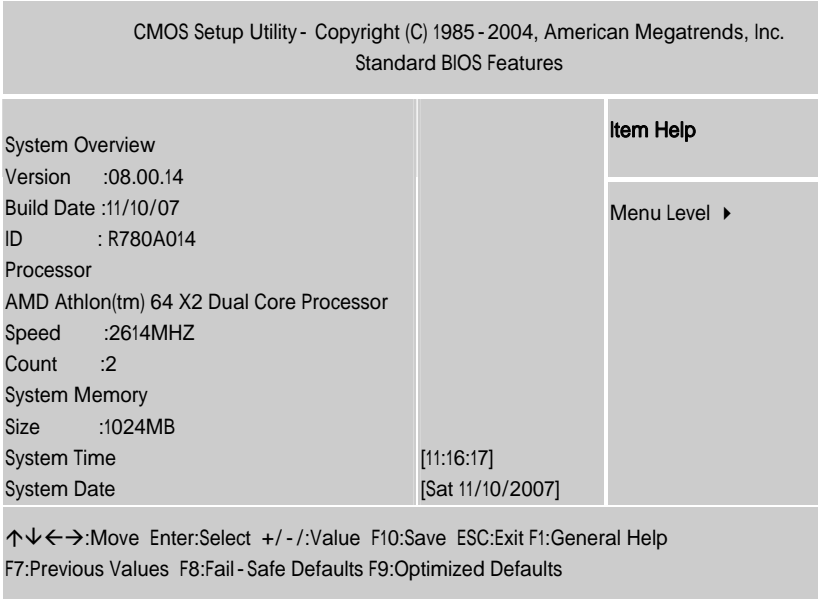 CMOS Setup Utility - Copyright (C) 1985 - 2004, American Megatrends, Inc.
Standard BIOS Features
System Overview
Version :08.00.14
Build Date :11/10/07
ID : R780A014
Processor
AMD Athlon(tm) 64 X2 Dual Core Processor
Speed :2614MHZ
Count :2
System Memory
Size :1024MB
System Time [11:16:17]
System Date [Sat 11/10/2007]
Item Help
Menu Level ▸
↑↓←→:Move Enter:Select +/-/:Value F10:Save ESC:Exit F1:General Help
F7:Previous Values F8:Fail-Safe Defaults F9:Optimized Defaults